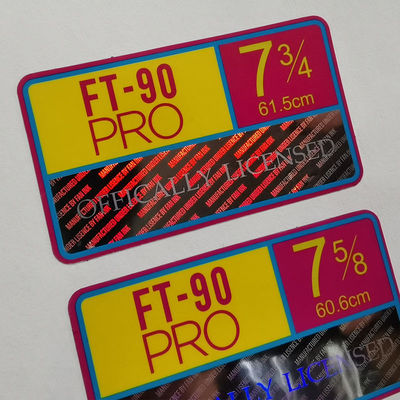 FT-90
PRO
7 3/4
61.5cm
OFFICALLY LICENSED
FT-90
PRO
7 5/8
60.6cm
ALLY LICENSED